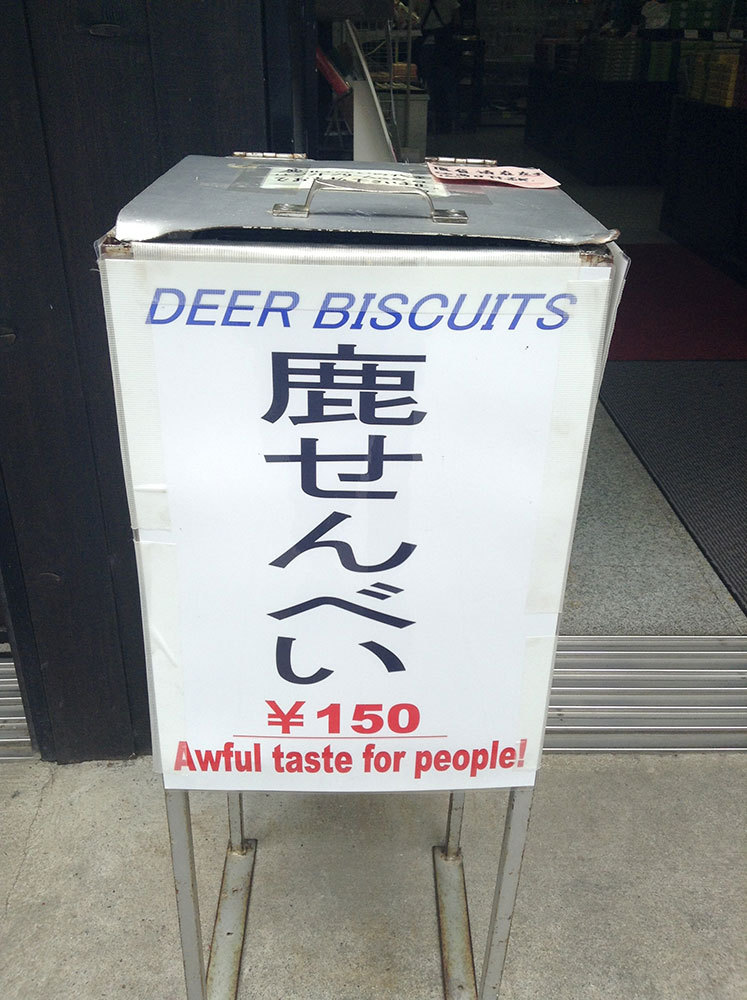 DEER BISCUITS
鹿せんべい
¥150
Awful taste for people!